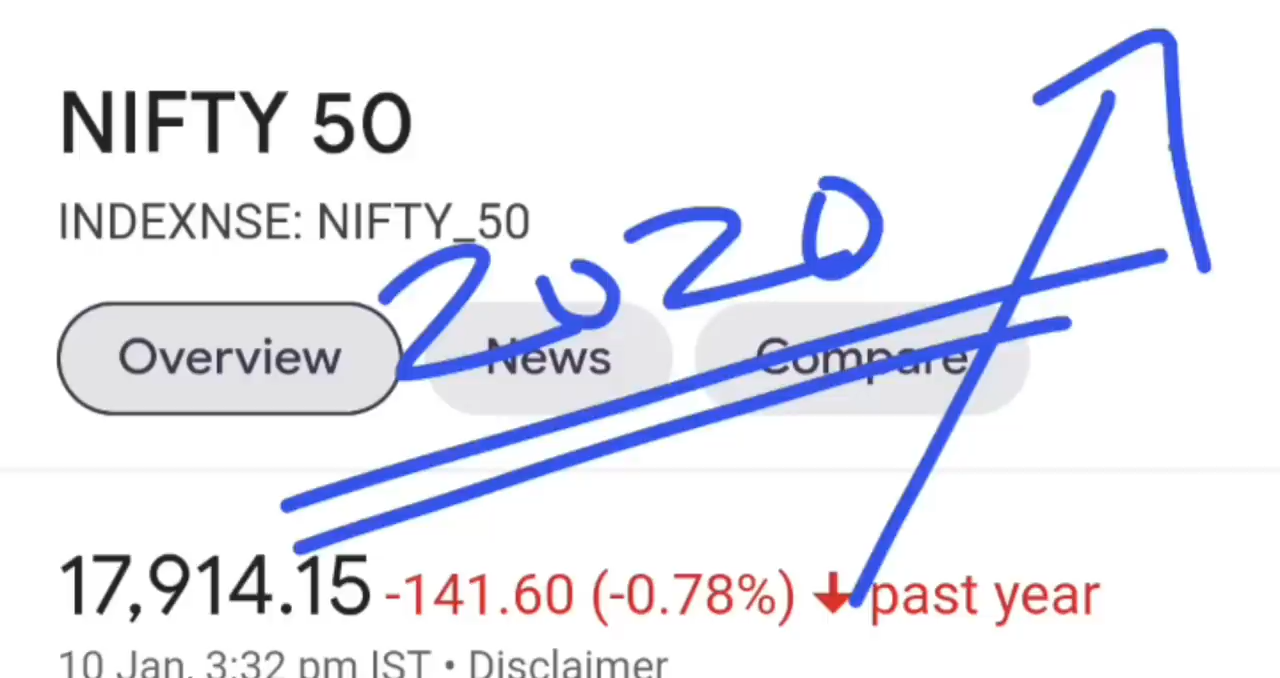 NIFTY 50
INDEXNSE: NIFTY_50
2020
Overview News Compare
17,914.15 -141.60 (-0.78%) ↓ past year
10 Jan, 3:32 pm IST • Disclaimer